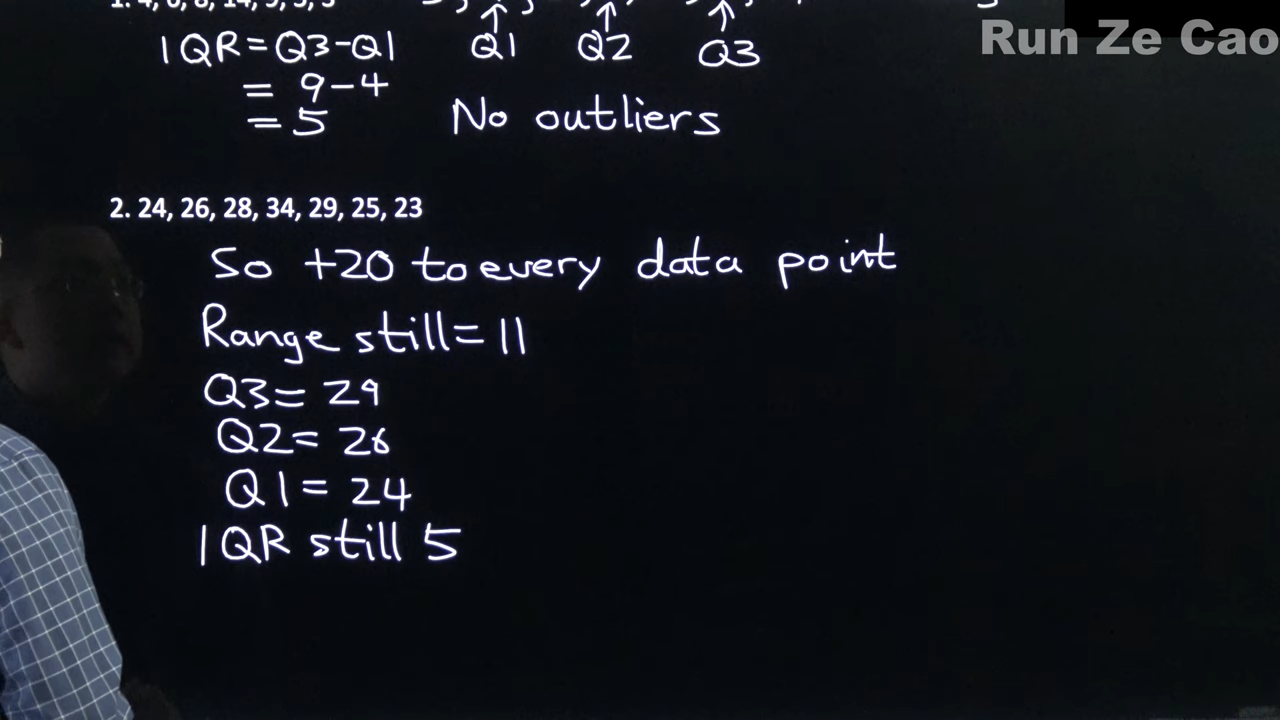 Run Ze Cao
IQR = Q3-Q1
Q1 Q2 Q3
= 9-4
= 5
No outliers
2. 24, 26, 28, 34, 29, 25, 23
So +20 to every data point
Range still = 11
Q3 = 29
Q2 = 26
Q1 = 24
IQR still 5